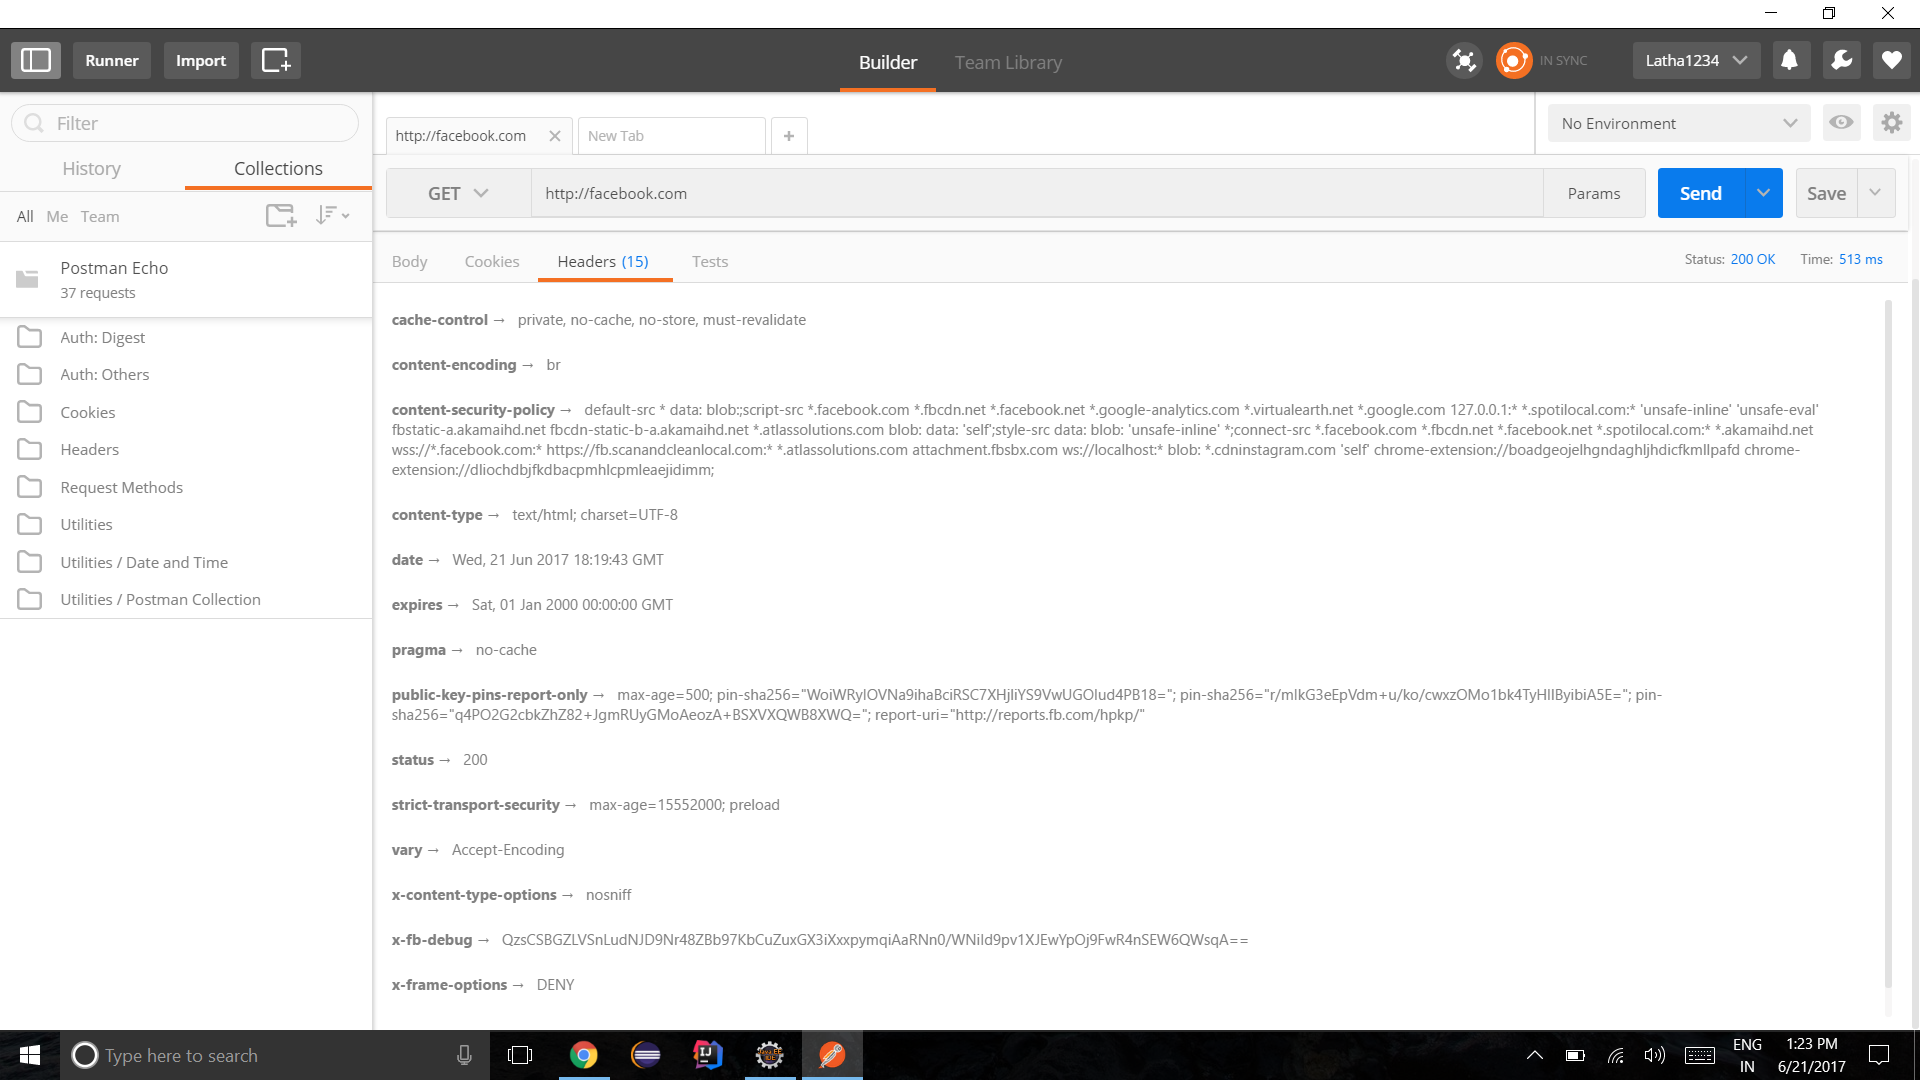 Runner
Import
Builder
Team Library
IN SYNC
Latha1234
Filter
History
Collections
All Me Team
Postman Echo
37 requests
Auth: Digest
Auth: Others
Cookies
Headers
Request Methods
Utilities
Utilities / Date and Time
Utilities / Postman Collection
http://facebook.com
New Tab
No Environment
GET
http://facebook.com
Params
Send
Save
Body
Cookies
Headers (15)
Tests
Status: 200 OK
Time: 513 ms
cache-control → private, no-cache, no-store, must-revalidate
content-encoding → br
content-security-policy → default-src * data: blob:;script-src *.facebook.com *.fbcdn.net *.facebook.net *.google-analytics.com *.virtualearth.net *.google.com 127.0.0.1:* *.spotilocal.com:* 'unsafe-inline' 'unsafe-eval'
fbstatic-a.akamaihd.net fbcdn-static-b-a.akamaihd.net *.atlassolutions.com blob: data: 'self';style-src data: blob: 'unsafe-inline' *;connect-src *.facebook.com *.fbcdn.net *.facebook.net *.spotilocal.com:* *.akamaihd.net
wss://*.facebook.com:* https://fb.scanandcleanlocal.com:* *.atlassolutions.com attachment.fbsbx.com ws://localhost:* blob: *.cdninstagram.com 'self' chrome-extension://boadgeojelhgndaghljhdicfkmllpafd chrome-
extension://dliochdbjfkdbacpmhlcpmleaejidimm;
content-type → text/html; charset=UTF-8
date → Wed, 21 Jun 2017 18:19:43 GMT
expires → Sat, 01 Jan 2000 00:00:00 GMT
pragma → no-cache
public-key-pins-report-only → max-age=500; pin-sha256="WoiWRyIOVNa9ihaBciRSC7XHjliYS9VwUGOIud4PB18="; pin-sha256="r/mIkG3eEpVdm+u/ko/cwxzOMo1bk4TyHIlByibiA5E="; pin-
sha256="q4PO2G2cbkZhZ82+JgmRUyGMoAeozA+BSXVXQWB8XWQ="; report-uri="http://reports.fb.com/hpkp/"
status → 200
strict-transport-security → max-age=15552000; preload
vary → Accept-Encoding
x-content-type-options → nosniff
x-fb-debug → QzsCSBGZLVSnLudNJD9Nr48ZBb97KbCuZuxGX3iXxxpymqiAaRNn0/WNild9pv1XJEwYpOj9FwR4nSEW6QWsqA==
x-frame-options → DENY
Type here to search
ENG
IN
1:23 PM
6/21/2017